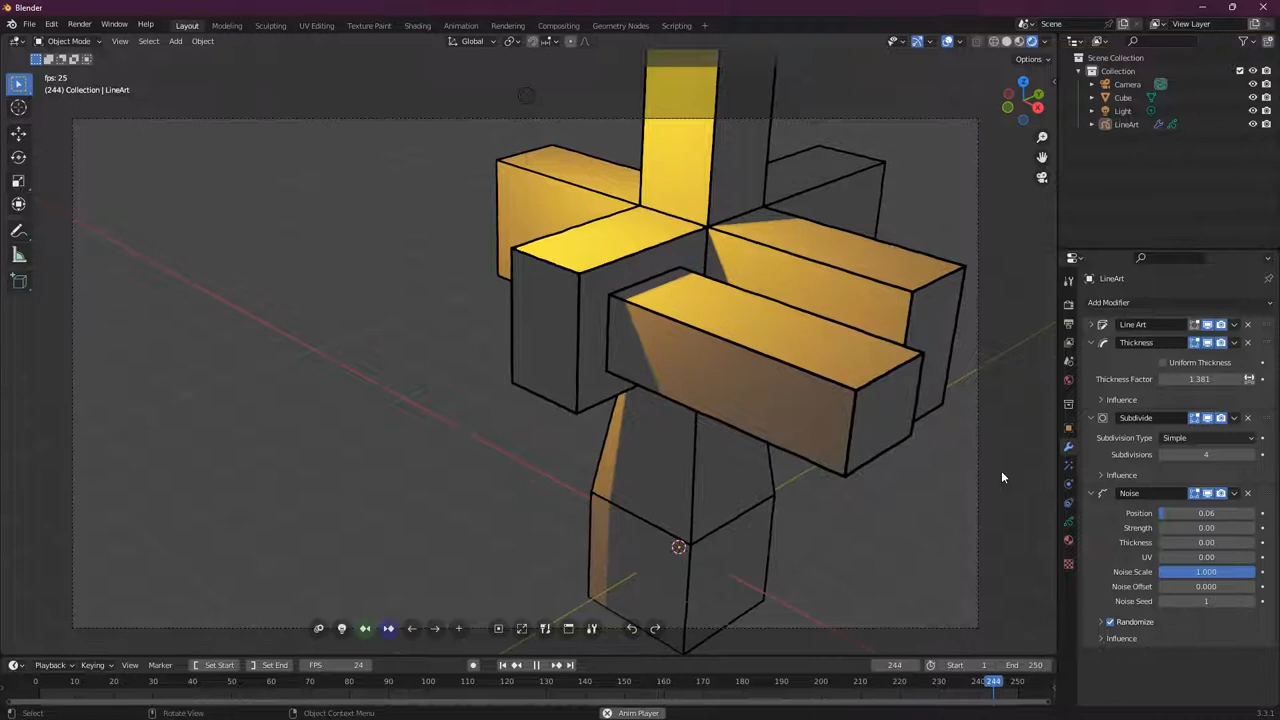 Blender
File Edit Render Window Help Layout Modeling Sculpting UV Editing Texture Paint Shading Animation Rendering Compositing Geometry Nodes Scripting + Scene View Layer
Object Mode View Select Add Object Global
Options
fps: 25
(244) Collection | LineArt
Z
Y
X
Scene Collection
Collection
Camera
Cube
Light
LineArt
LineArt
Add Modifier
Line Art
Thickness
Uniform Thickness
Thickness Factor 1.381
Influence
Subdivide
Subdivision Type Simple
Subdivisions 4
Influence
Noise
Position 0.06
Strength 0.00
Thickness 0.00
UV 0.00
Noise Scale 1.000
Noise Offset 0.000
Noise Seed 1
Randomize
Influence
Playback Keying View Marker [ Set Start [ Set End FPS 24 244 Start 1 End 250
0 10 20 30 40 50 60 70 80 90 100 110 120 130 140 150 160 170 180 190 200 210 220 230 240 244 250
Select Rotate View Object Context Menu Anim Player 3.3.1